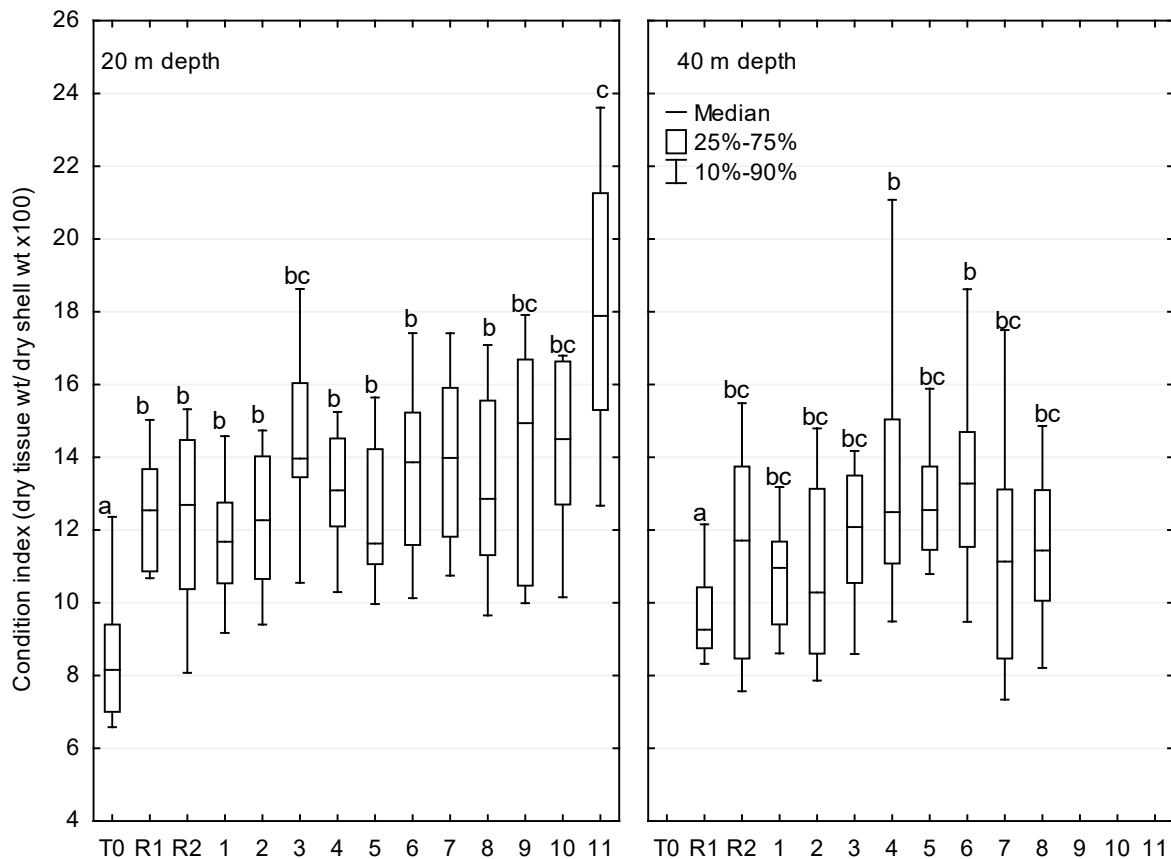 Condition index (dry tissue wt/ dry shell wt x100)
26
24
22
20
18
16
14
12
10
8
6
4
20 m depth
a
b
b
b
b
bc
b
b
b
b
bc
bc
c
T0 R1 R2 1 2 3 4 5 6 7 8 9 10 11
40 m depth
Median
25%-75%
10%-90%
a
bc
bc
bc
bc
b
bc
b
bc
bc
T0 R1 R2 1 2 3 4 5 6 7 8 9 10 11